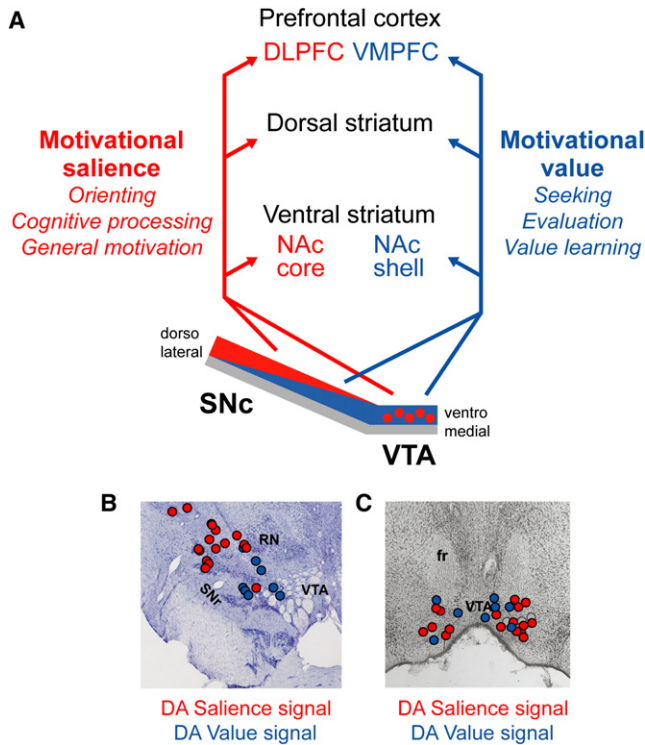 A
Prefrontal cortex
DLPFC VMPFC
Motivational salience
Orienting
Cognitive processing
General motivation
Dorsal striatum
Motivational value
Seeking
Evaluation
Value learning
Ventral striatum
NAc core
NAc shell
dorso lateral
SNc
ventro medial
VTA
B
RN
SNr
VTA
DA Salience signal
DA Value signal
C
fr
VTA
DA Salience signal
DA Value signal